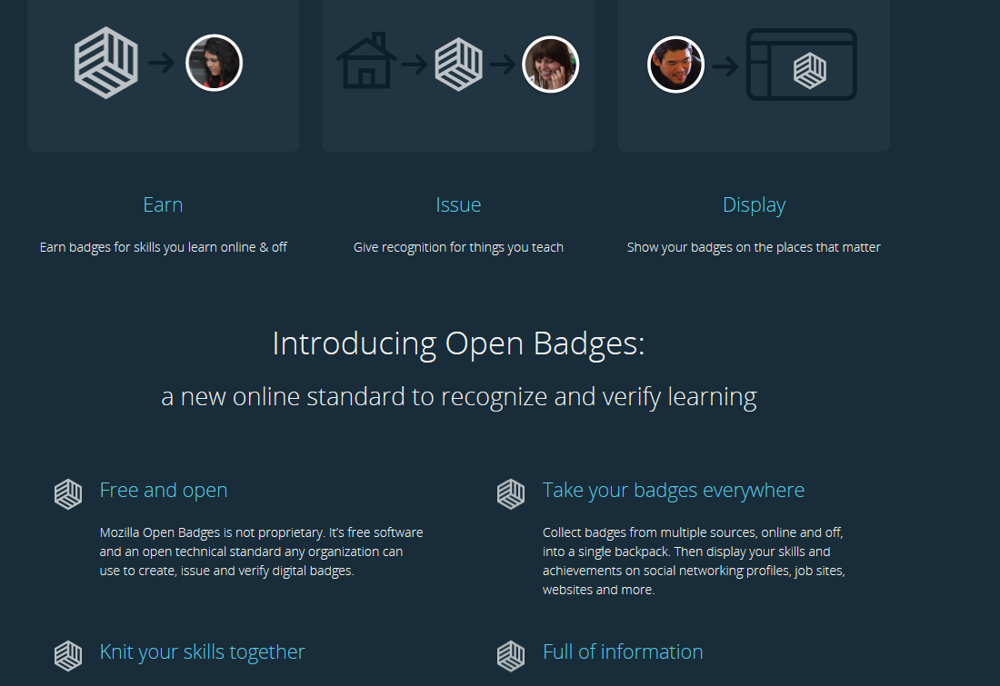 Earn
Issue
Display
Earn badges for skills you learn online & off
Give recognition for things you teach
Show your badges on the places that matter
Introducing Open Badges:
a new online standard to recognize and verify learning
Free and open
Mozilla Open Badges is not proprietary. It’s free software
and an open technical standard any organization can
use to create, issue and verify digital badges.
Take your badges everywhere
Collect badges from multiple sources, online and off,
into a single backpack. Then display your skills and
achievements on social networking profiles, job sites,
websites and more.
Knit your skills together
Full of information